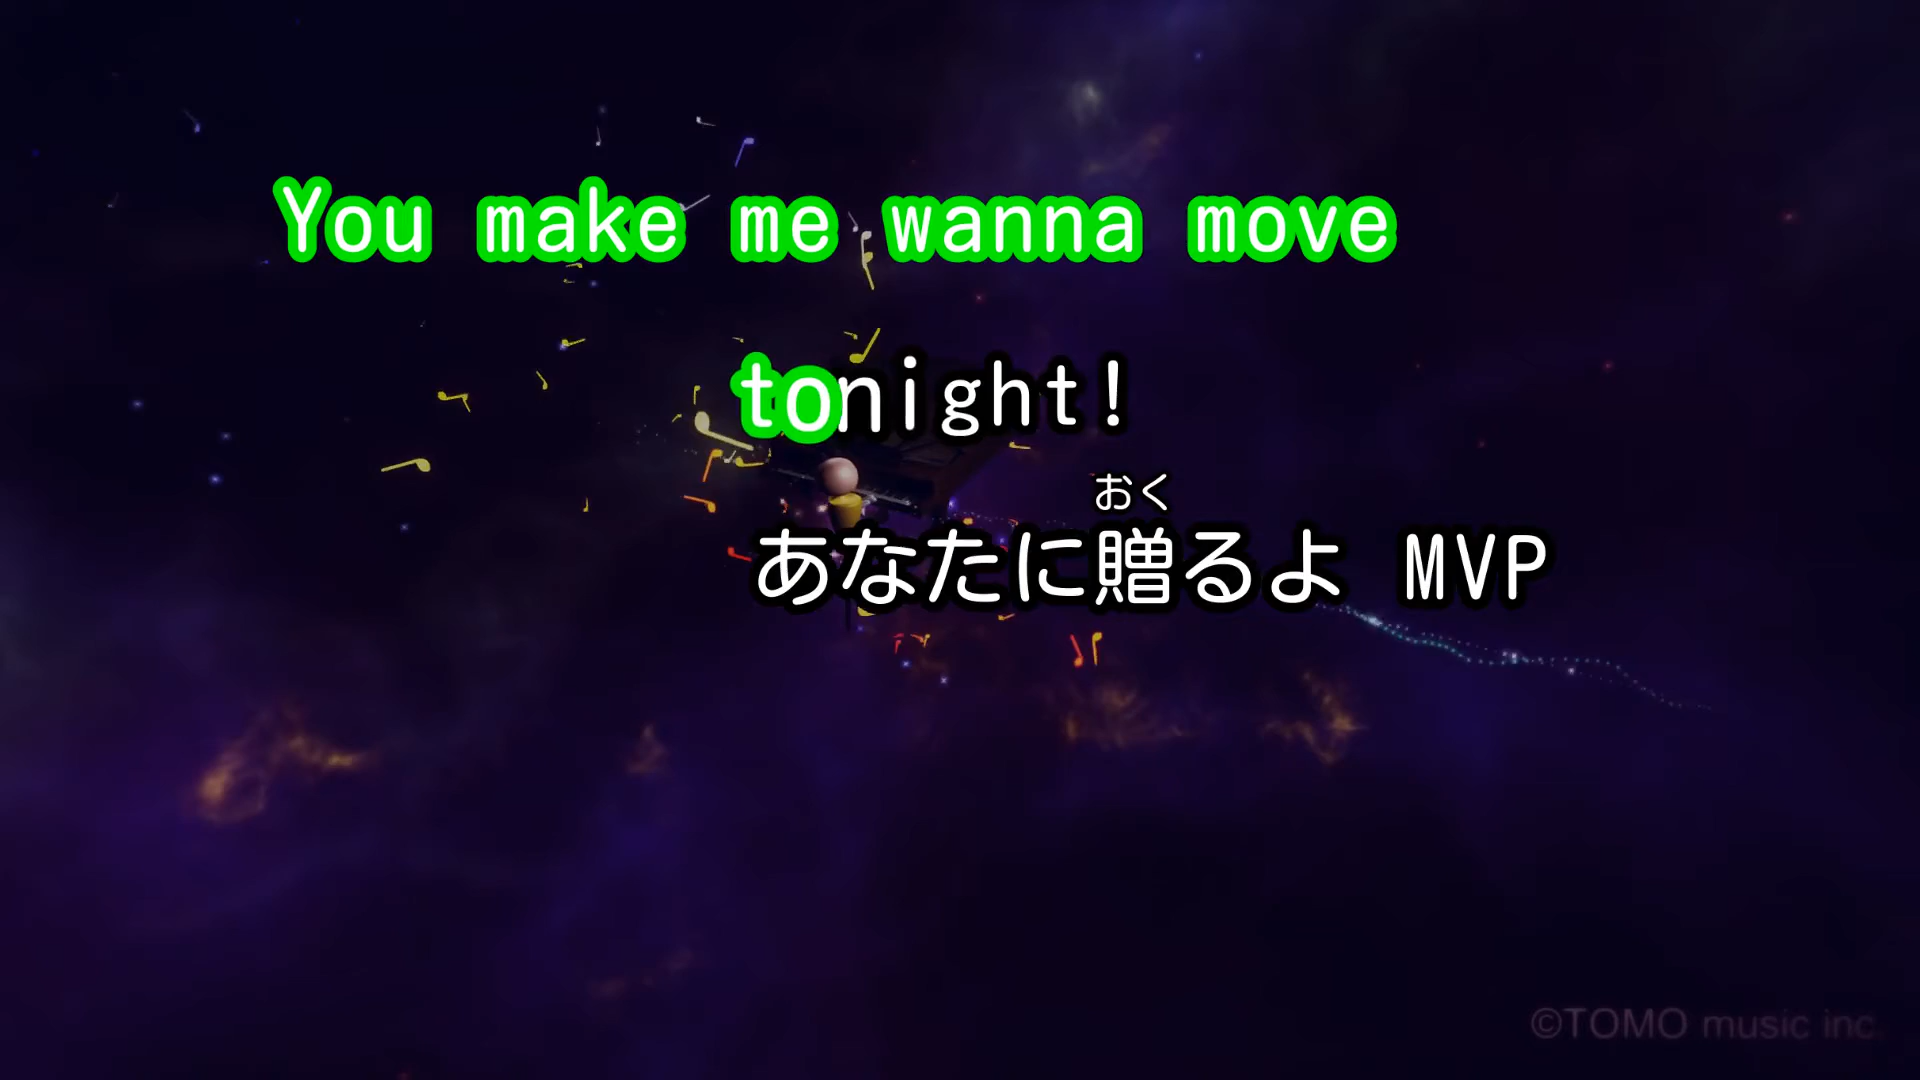 You make me wanna move
tonight!
おく
あなたに贈るよ MVP
©TOMO music inc.